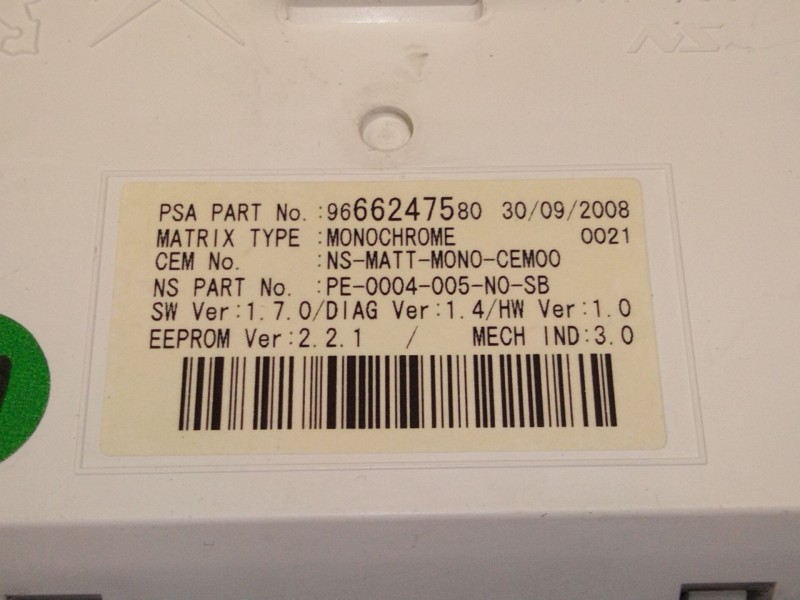 PSA PART No. :9666247580 30/09/2008
MATRIX TYPE :MONOCHROME 0021
CEM No. :NS-MATT-MONO-CEM00
NS PART No. :PE-0004-005-NO-SB
SW Ver:1.7.0/DIAG Ver:1.4/HW Ver:1.0
EEPROM Ver:2.2.1 / MECH IND:3.0